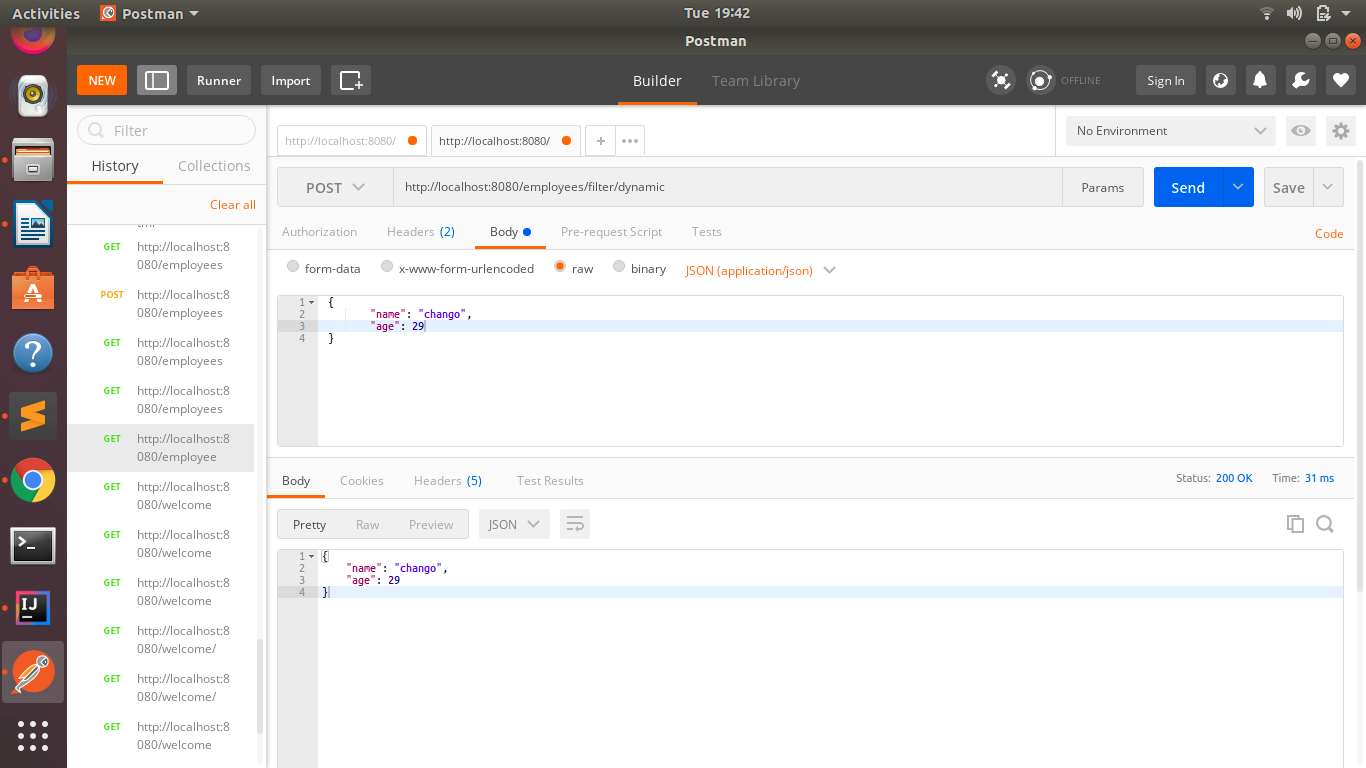 Activities
Postman
Tue 19:42
Postman
NEW
Runner
Import
Builder
Team Library
OFFLINE
Sign In
Filter
History
Collections
Clear all
GET http://localhost:8
080/employees
POST http://localhost:8
080/employees
GET http://localhost:8
080/employees
GET http://localhost:8
080/employees
GET http://localhost:8
080/employee
GET http://localhost:8
080/welcome
GET http://localhost:8
080/welcome
GET http://localhost:8
080/welcome
GET http://localhost:8
080/welcome/
GET http://localhost:8
080/welcome/
GET http://localhost:8
080/welcome
http://localhost:8080/
http://localhost:8080/
+
•••
No Environment
POST
http://localhost:8080/employees/filter/dynamic
Params
Send
Save
Authorization
Headers (2)
Body
Pre-request Script
Tests
Code
form-data
x-www-form-urlencoded
raw
binary
JSON (application/json)
1 {
2 "name": "chango",
3 "age": 29
4 }
Body
Cookies
Headers (5)
Test Results
Status: 200 OK
Time: 31 ms
Pretty
Raw
Preview
JSON
1 {
2 "name": "chango",
3 "age": 29
4 }